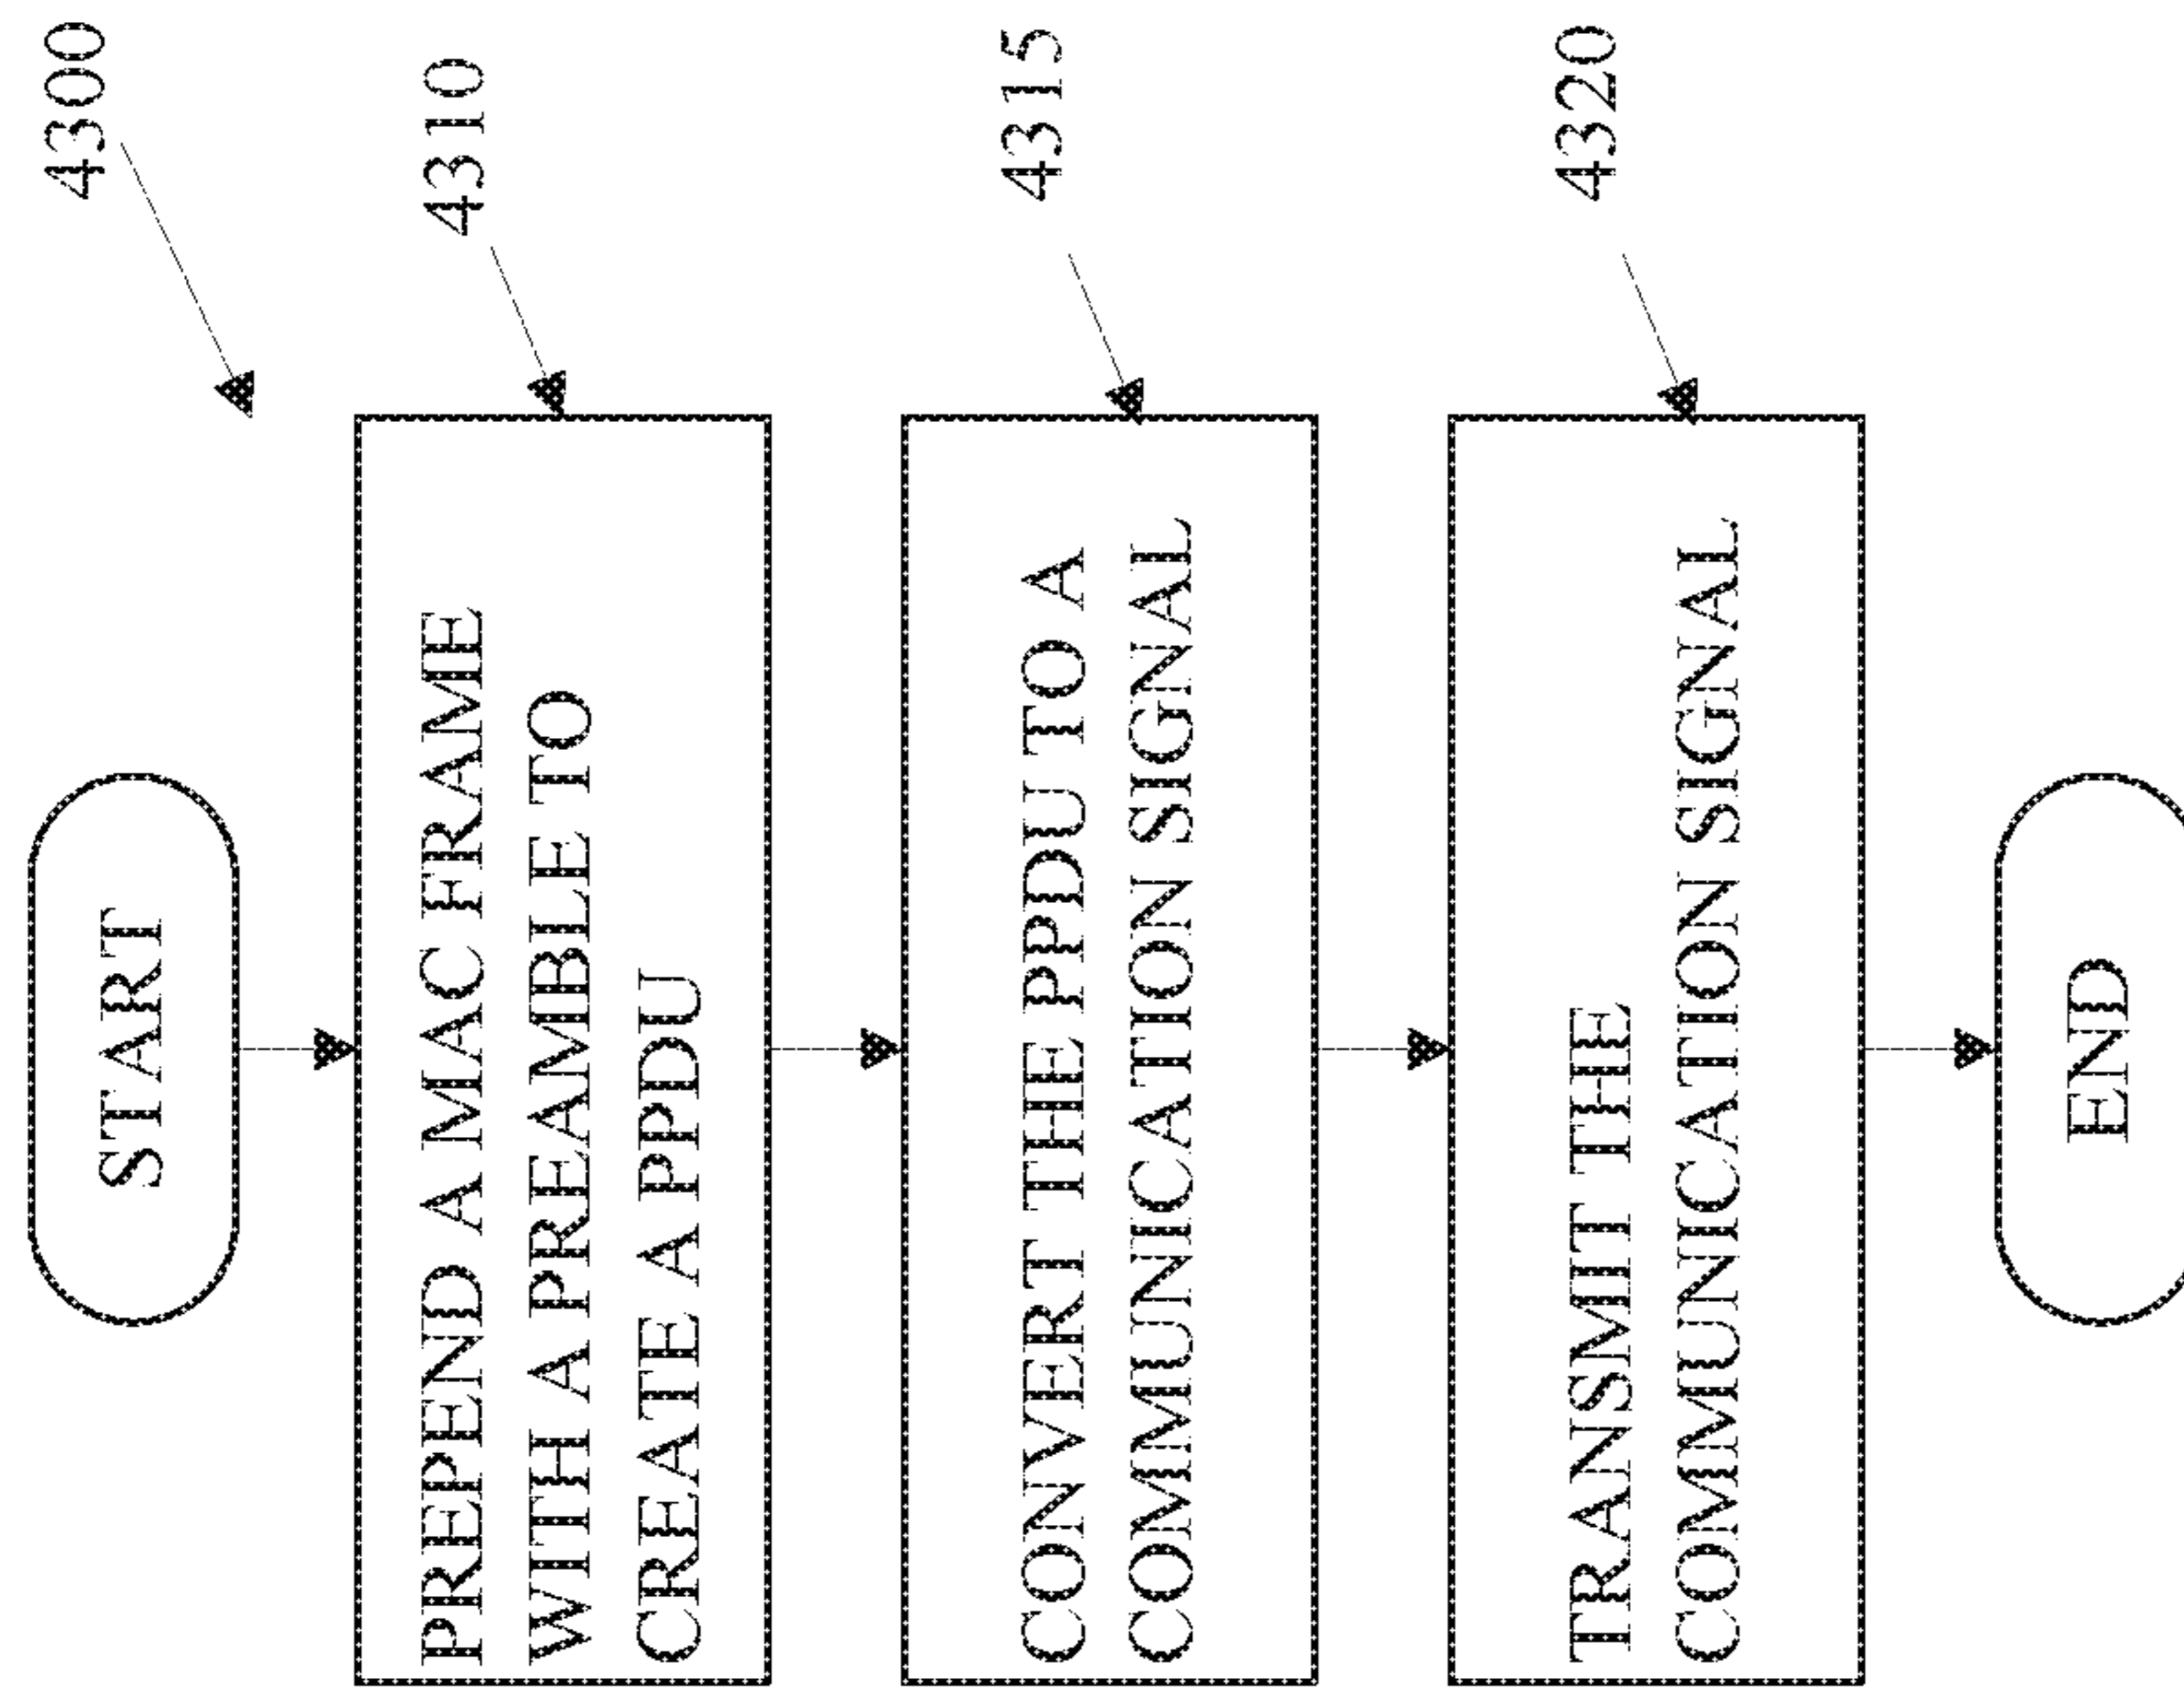 4300
START
4310
PREPEND A MAC FRAME
WITH A PREAMBLE TO
CREATE A PPDU
4315
CONVERT THE PPDU TO A
COMMUNICATION SIGNAL
4320
TRANSMIT THE
COMMUNICATION SIGNAL
END